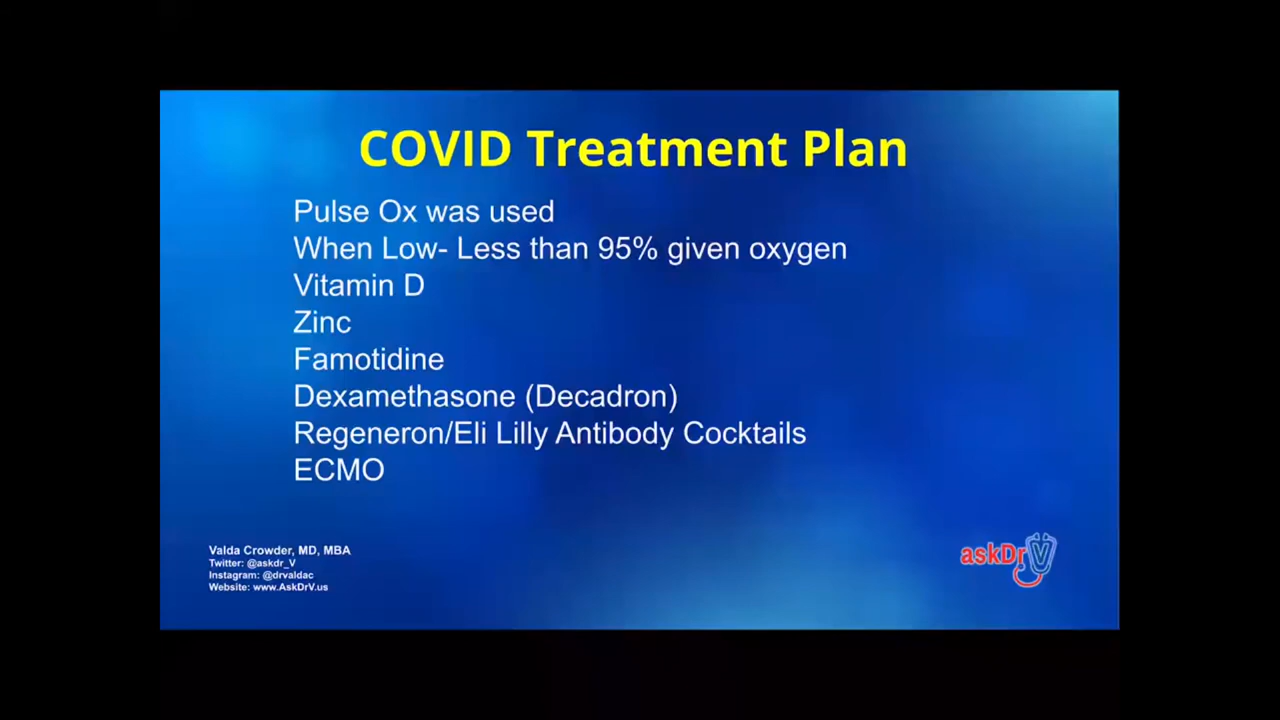 COVID Treatment Plan
Pulse Ox was used
When Low- Less than 95% given oxygen
Vitamin D
Zinc
Famotidine
Dexamethasone (Decadron)
Regeneron/Eli Lilly Antibody Cocktails
ECMO
Valda Crowder, MD, MBA
Twitter: @askdr_V
Instagram: @drvaldac
Website: www.AskDrV.us
askDrV